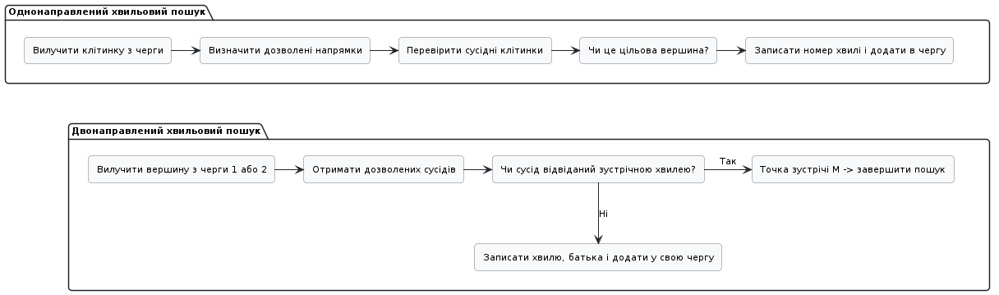 Однонаправлений хвильовий пошук
Вилучити клітинку з черги
Визначити дозволені напрямки
Перевірити сусідні клітинки
Чи це цільова вершина?
Записати номер хвилі і додати в чергу
Двонаправлений хвильовий пошук
Вилучити вершину з черги 1 або 2
Отримати дозволених сусідів
Чи сусід відвіданий зустрічною хвилею?
Так
Точка зустрічі M -> завершити пошук
Ні
Записати хвилю, батька і додати у свою чергу